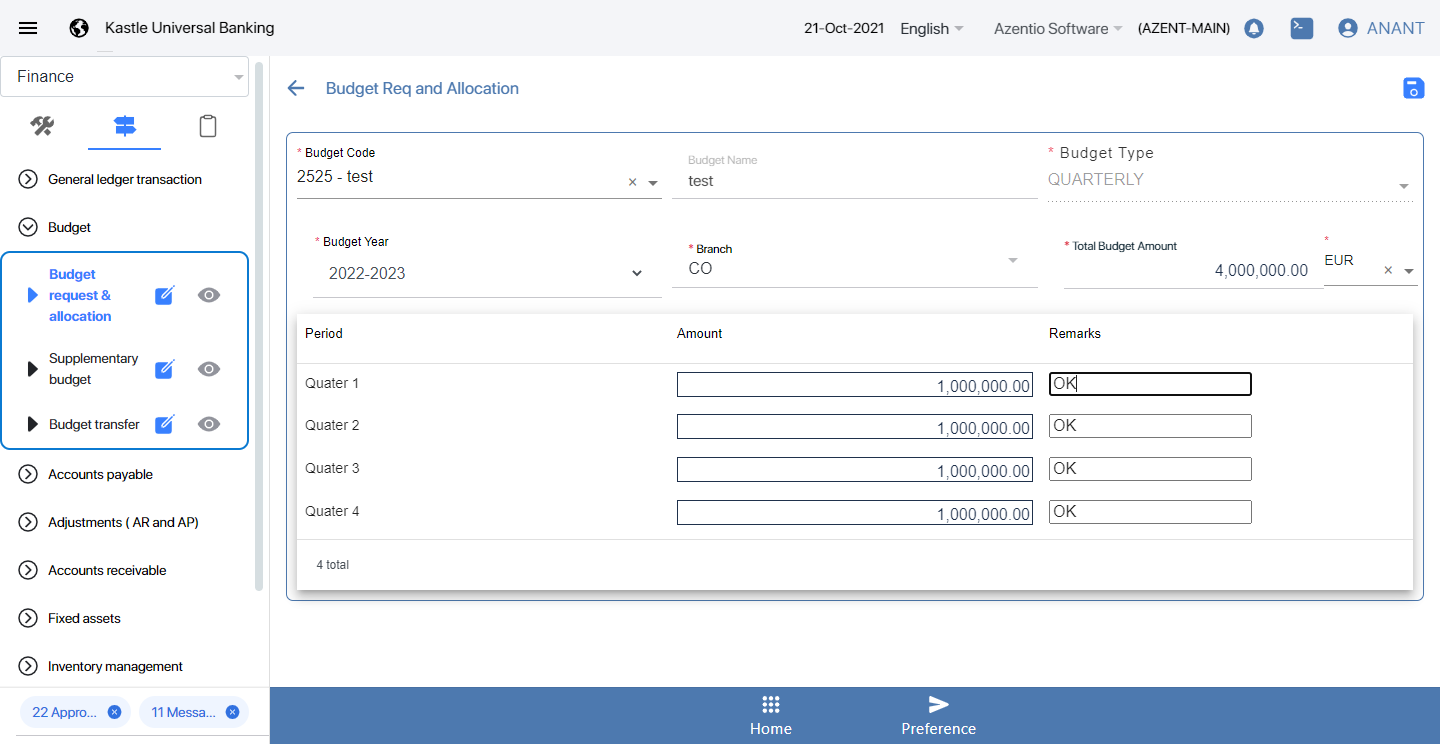 Kastle Universal Banking
21-Oct-2021
English
Azentio Software
(AZENT-MAIN)
ANANT
Finance
General ledger transaction
Budget
Budget
request &
allocation
Supplementary
budget
Budget transfer
Accounts payable
Adjustments ( AR and AP)
Accounts receivable
Fixed assets
Inventory management
22 Appro...
11 Messa...
Budget Req and Allocation
* Budget Code
2525 - test
Budget Name
test
* Budget Type
QUARTERLY
* Budget Year
2022-2023
* Branch
CO
* Total Budget Amount
4,000,000.00
*
EUR
Period Amount Remarks
Quater 1 1,000,000.00 OK
Quater 2 1,000,000.00 OK
Quater 3 1,000,000.00 OK
Quater 4 1,000,000.00 OK
4 total
Home
Preference